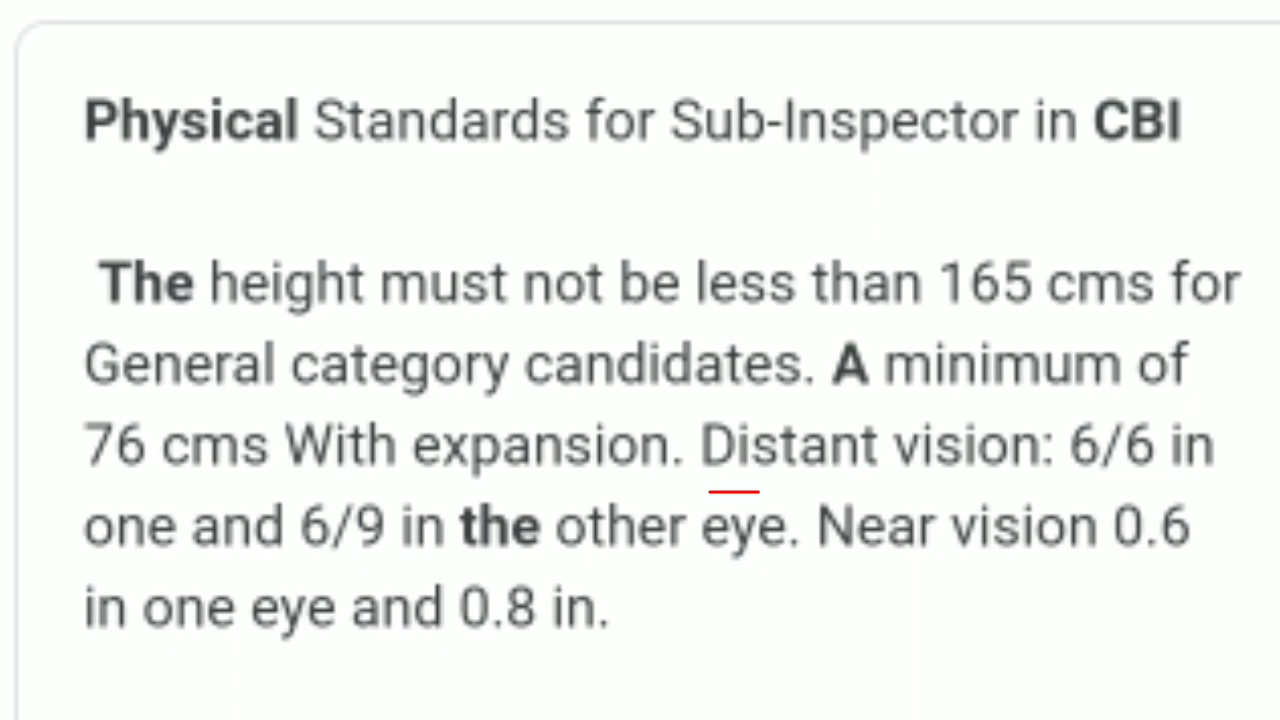 Physical Standards for Sub-Inspector in CBI
The height must not be less than 165 cms for
General category candidates. A minimum of
76 cms With expansion. Distant vision: 6/6 in
one and 6/9 in the other eye. Near vision 0.6
in one eye and 0.8 in.